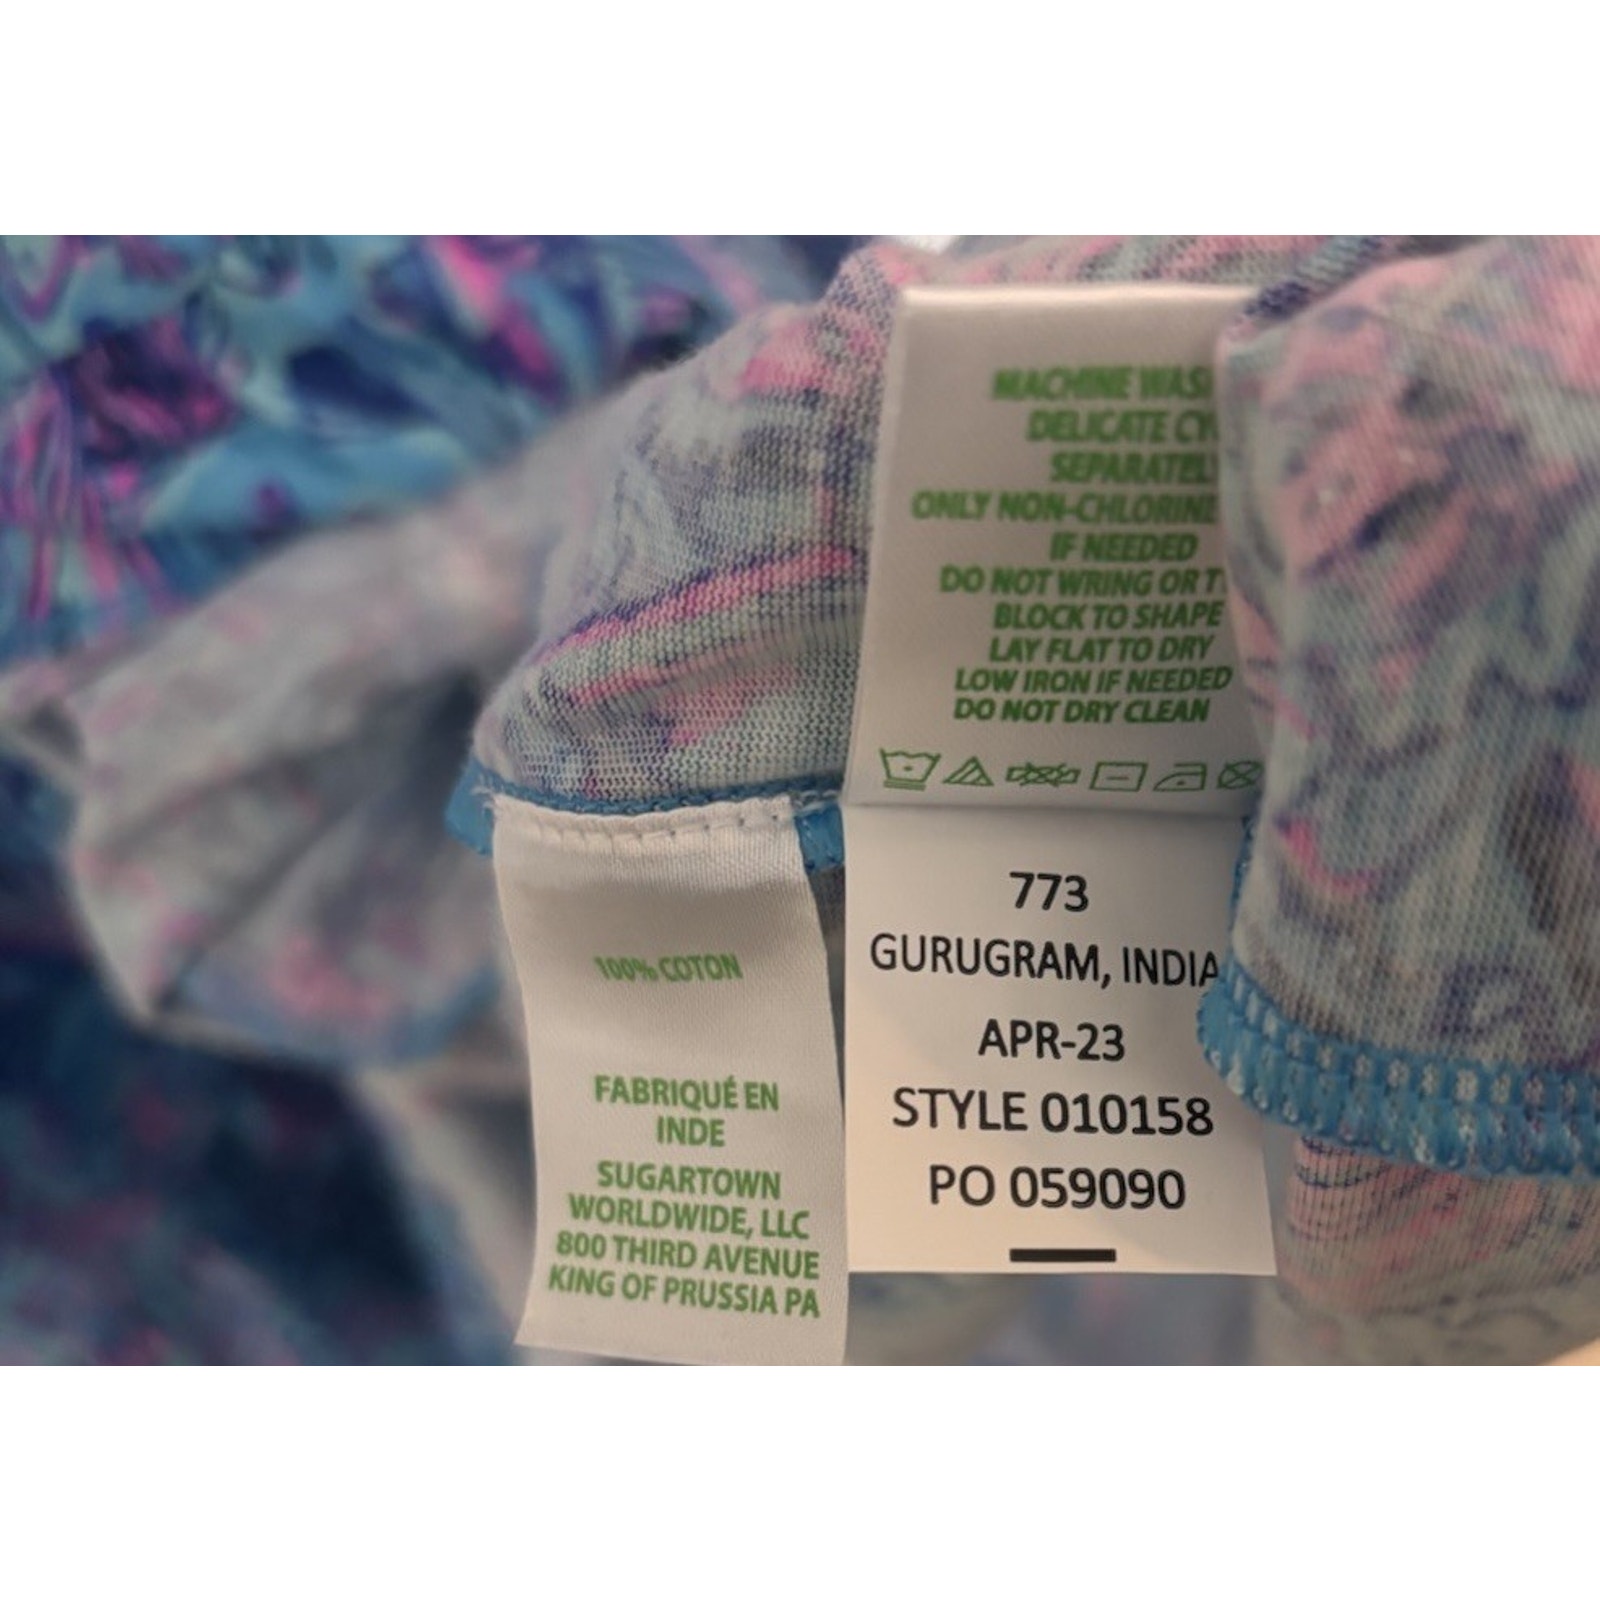 MACHINE WAS
DELICATE CY
SEPARATEL
ONLY NON-CHLORINE
IF NEEDED
DO NOT WRING OR T
BLOCK TO SHAPE
LAY FLAT TO DRY
LOW IRON IF NEEDED
DO NOT DRY CLEAN
773
GURUGRAM, INDIA
APR-23
STYLE 010158
PO 059090
100% COTON
FABRIQUÉ EN
INDE
SUGARTOWN
WORLDWIDE, LLC
800 THIRD AVENUE
KING OF PRUSSIA PA